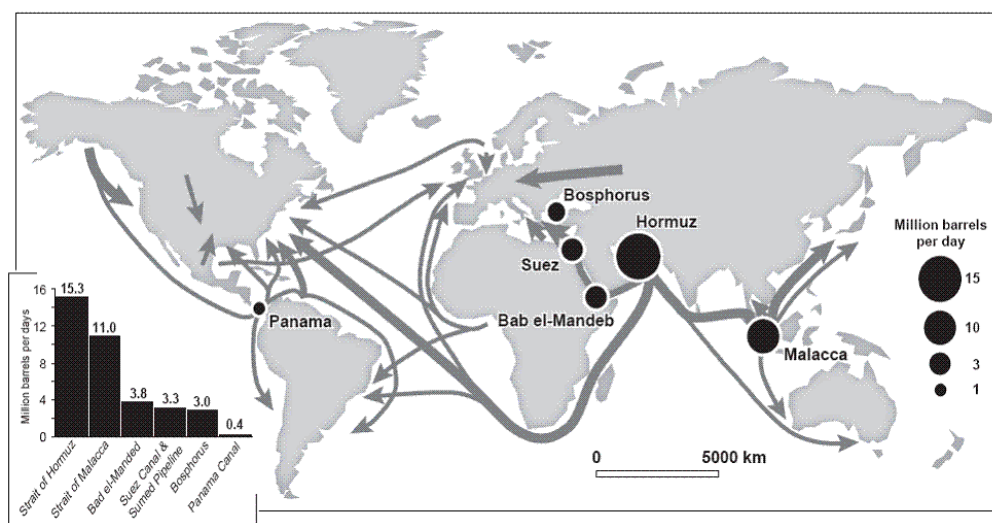 Bosphorus
Hormuz
Suez
Bab el-Mandeb
Panama
Malacca
Million barrels
per day
15
10
3
1
0 5000 km
Million barrels per days
16
12
8
4
0
15.3
11.0
3.8
3.3
3.0
0.4
Strait of Hormuz
Strait of Malacca
Bad el-Manded
Suez Canal &
Sumed Pipeline
Bosphorus
Panama Canal